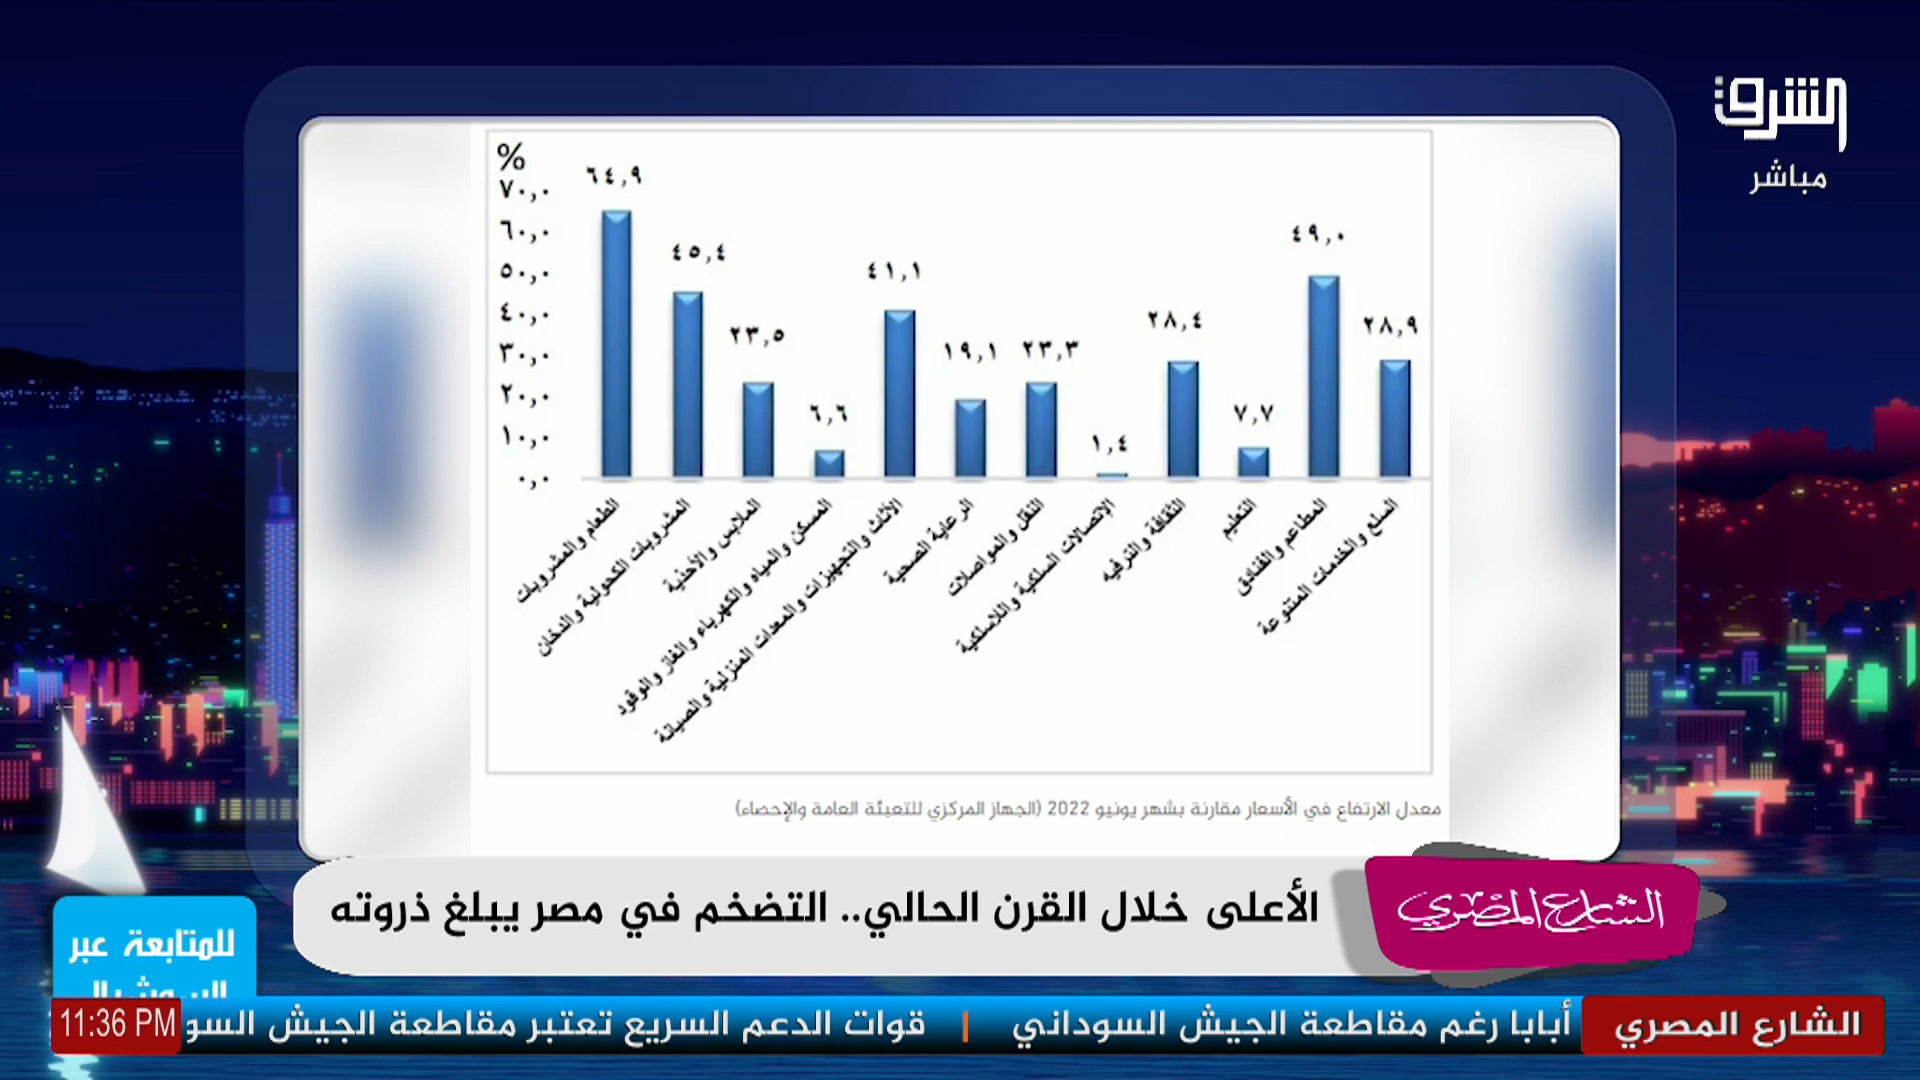 الشرق
مباشر
%
٧٠,٠
٦٠,٠
٥٠,٠
٤٠,٠
٣٠,٠
٢٠,٠
١٠,٠
٠,٠
٦٤,٩
٤٥,٤
٢٣,٥
٦,٦
٤١,١
١٩,١
٢٣,٣
١,٤
٢٨,٤
٧,٧
٤٩,٠
٢٨,٩
الطعام والمشروبات
المشروبات الكحولية والدخان
الملابس والأحذية
المسكن والمياه والكهرباء والغاز والوقود
الأثاث والتجهيزات والمعدات المنزلية والصيانة
الرعاية الصحية
النقل والمواصلات
الإتصالات السلكية واللاسلكية
الثقافة والترفيه
التعليم
المطاعم والفنادق
السلع والخدمات المتنوعة
معدل الارتفاع في الأسعار مقارنة بشهر يونيو 2022 (الجهاز المركزي للتعبئة العامة والإحصاء)
الشارع المصري
الأعلى خلال القرن الحالي.. التضخم في مصر يبلغ ذروته
للمتابعة عبر
الشارع المصري
أبابا رغم مقاطعة الجيش السوداني | قوات الدعم السريع تعتبر مقاطعة الجيش السو
11:36 PM